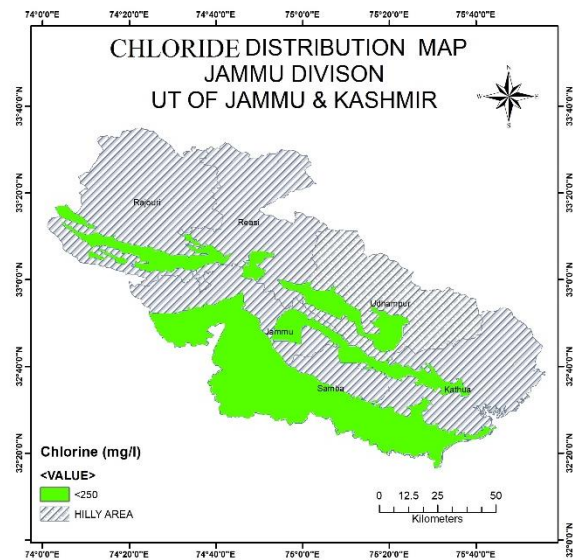 74°0'0"E 74°20'0"E 74°40'0"E 75°0'0"E 75°20'0"E 75°40'0"E
CHLORIDE DISTRIBUTION MAP
JAMMU DIVISON
UT OF JAMMU & KASHMIR
N
W E
S
33°40'0"N 33°40'0"N
33°20'0"N 33°20'0"N
33°0'0"N 33°0'0"N
32°40'0"N 32°40'0"N
32°20'0"N 32°20'0"N
32°0'0"N
Rajouri
Reasi
Udhampur
Jammu
Samba
Kathua
Chlorine (mg/l)
<VALUE>
<250
HILLY AREA
0 12.5 25 50
Kilometers
74°0'0"E 74°20'0"E 74°40'0"E 75°0'0"E 75°20'0"E 75°40'0"E